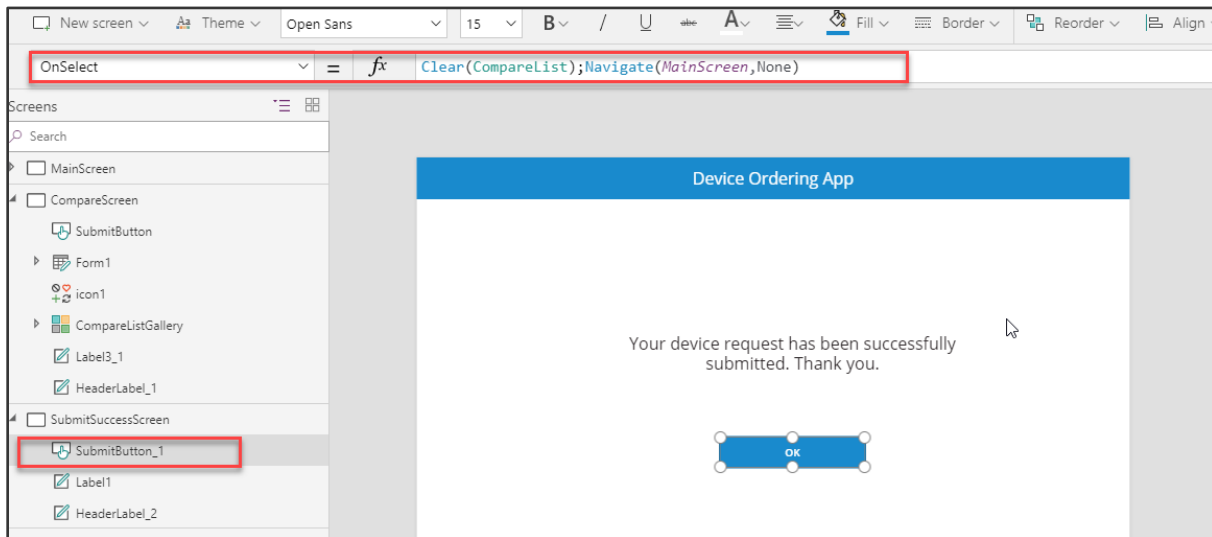 New screen
Theme
Open Sans
15
B
/
U
abc
A
Fill
Border
Reorder
Align
OnSelect
=
fx
Clear(CompareList);Navigate(MainScreen,None)
Screens
Search
MainScreen
CompareScreen
SubmitButton
Form1
icon1
CompareListGallery
Label3_1
HeaderLabel_1
SubmitSuccessScreen
SubmitButton_1
Label1
HeaderLabel_2
Device Ordering App
Your device request has been successfully
submitted. Thank you.
OK